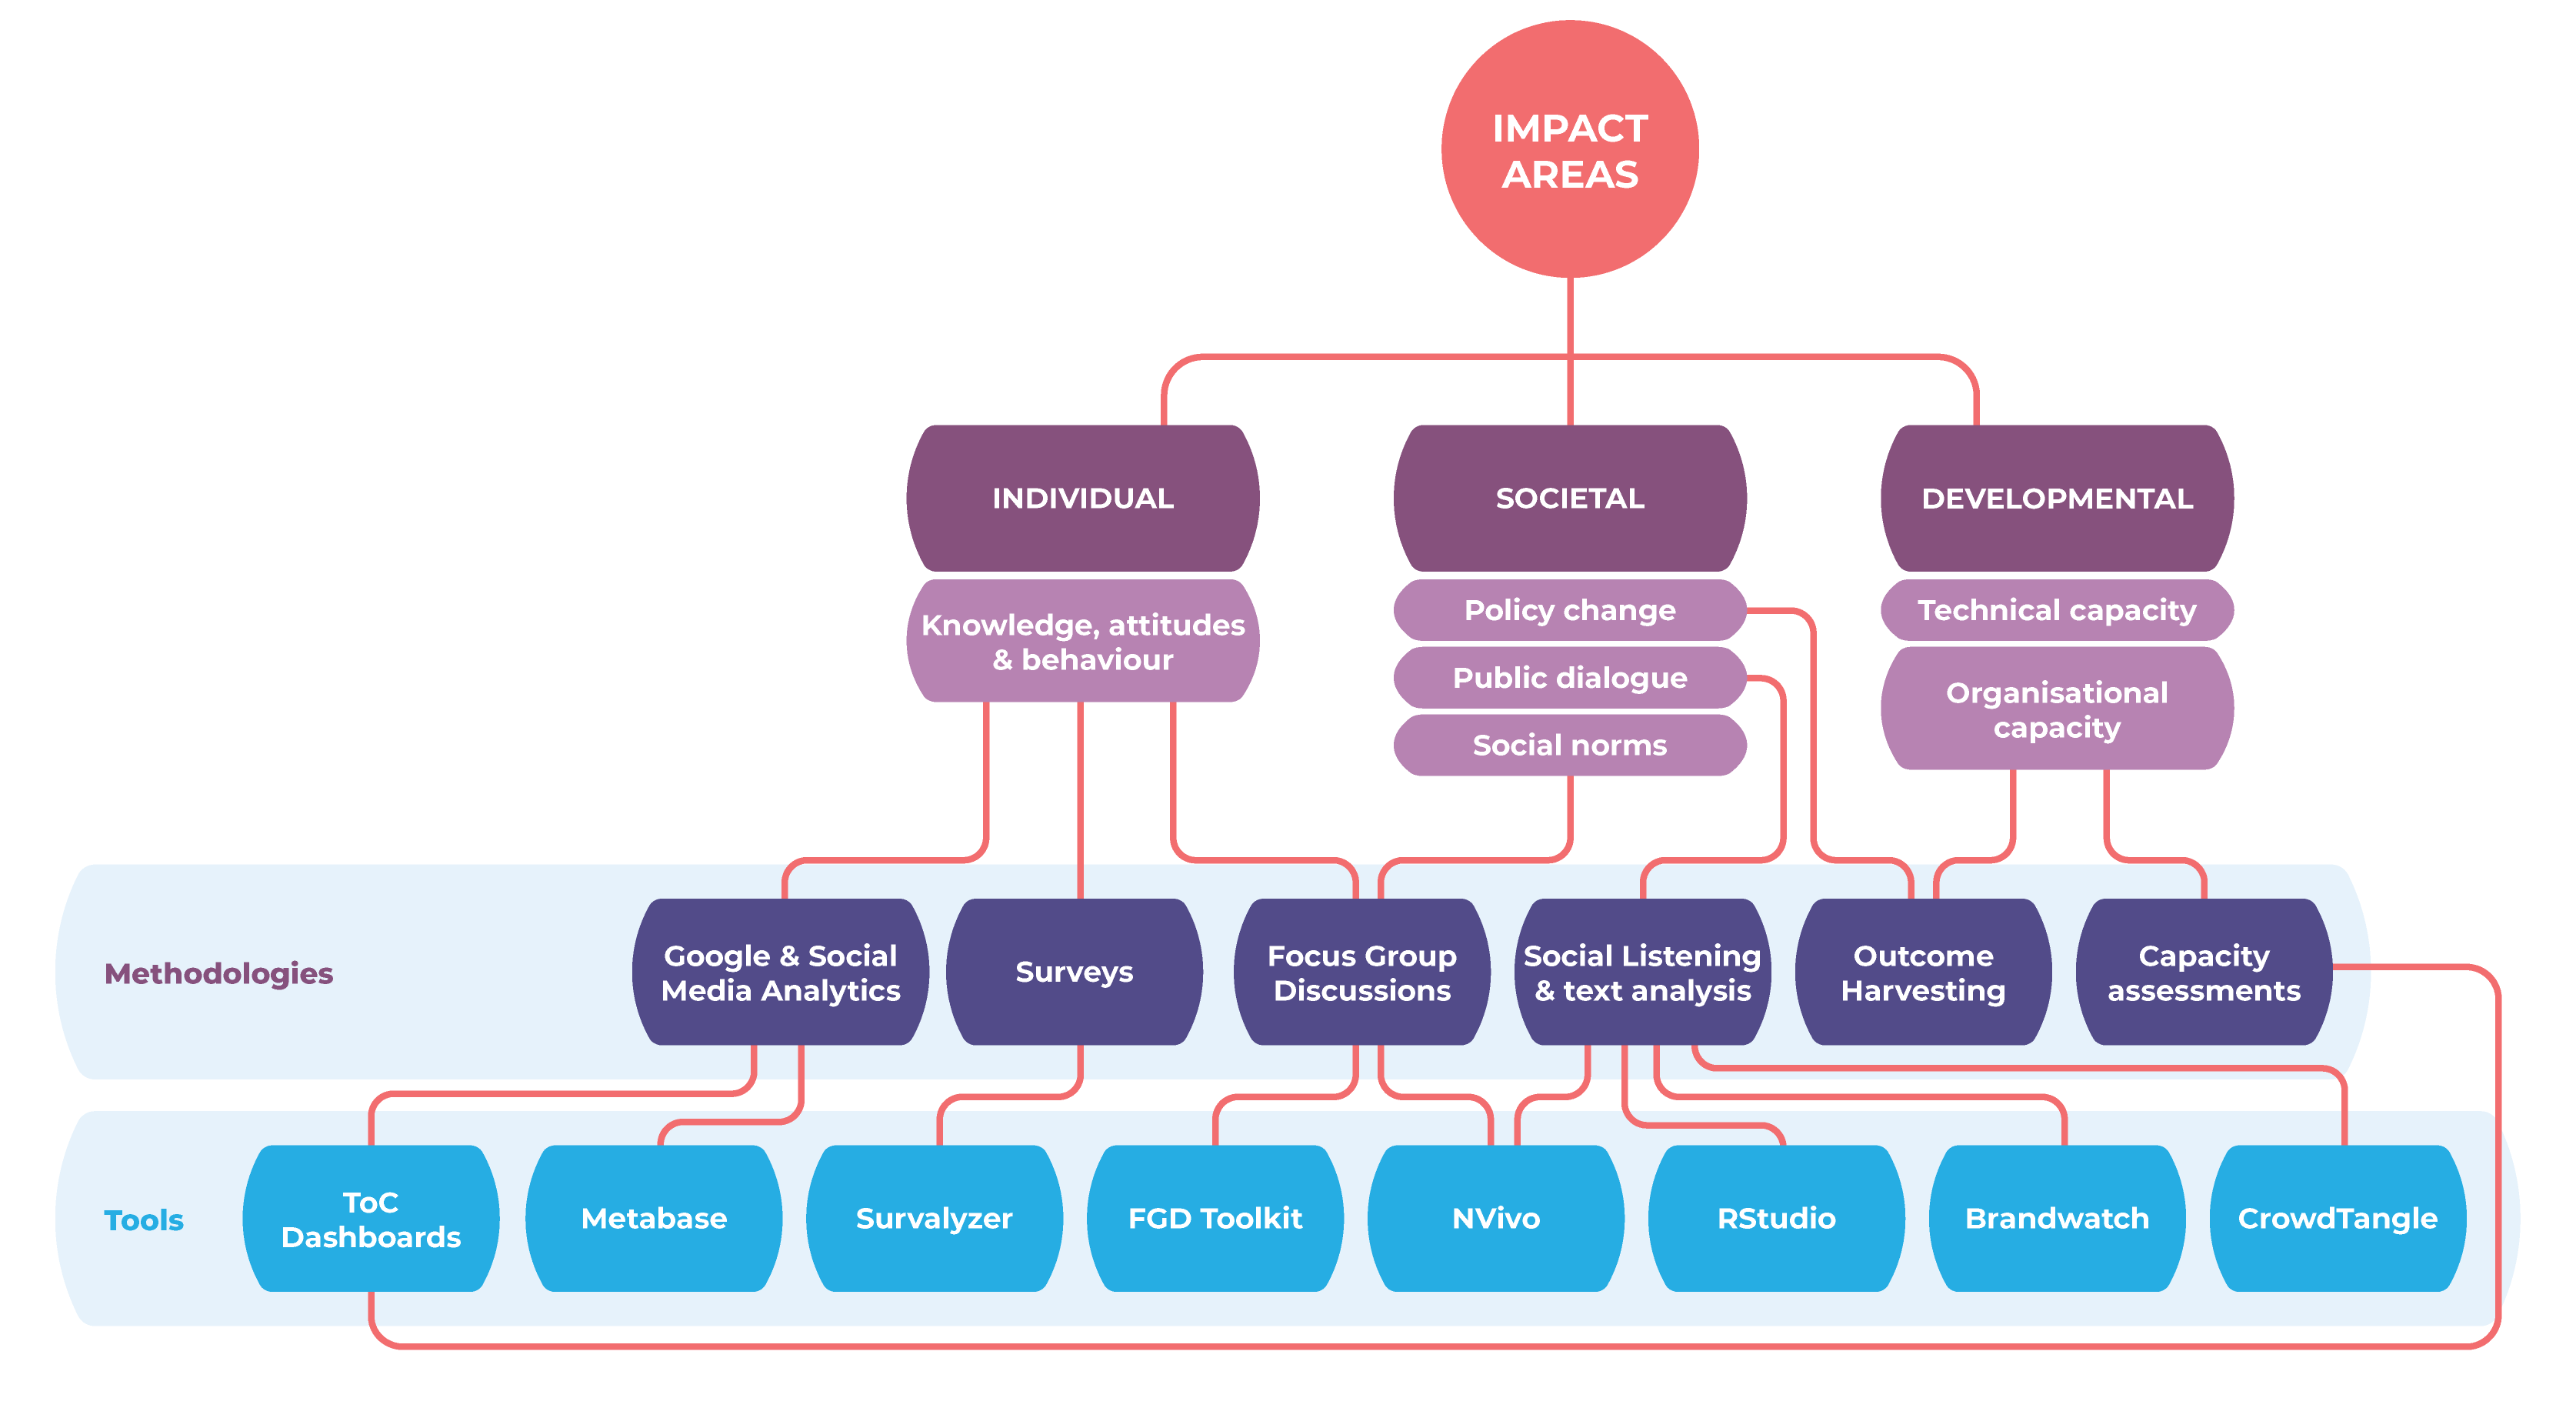 IMPACT
AREAS
INDIVIDUAL
SOCIETAL
DEVELOPMENTAL
Knowledge, attitudes
& behaviour
Policy change
Public dialogue
Social norms
Technical capacity
Organisational
capacity
Methodologies
Google & Social
Media Analytics
Surveys
Focus Group
Discussions
Social Listening
& text analysis
Outcome
Harvesting
Capacity
assessments
Tools
ToC
Dashboards
Metabase
Survalyzer
FGD Toolkit
NVivo
RStudio
Brandwatch
CrowdTangle